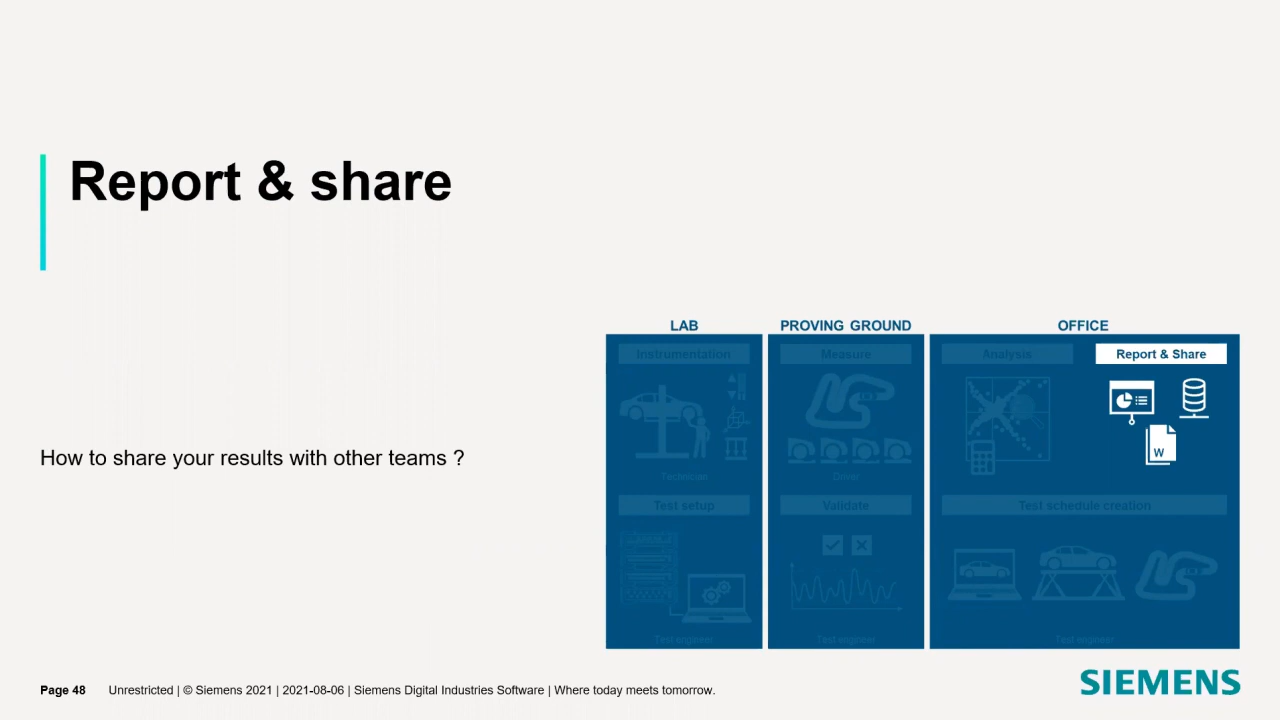 Report & share
How to share your results with other teams ?
LAB
PROVING GROUND
OFFICE
Instrumentation
Measure
Analysis
Report & Share
W
Technician
Driver
Test setup
Validate
Test schedule creation
Test engineer
Test engineer
Test engineer
Page 48 Unrestricted | © Siemens 2021 | 2021-08-06 | Siemens Digital Industries Software | Where today meets tomorrow.
SIEMENS